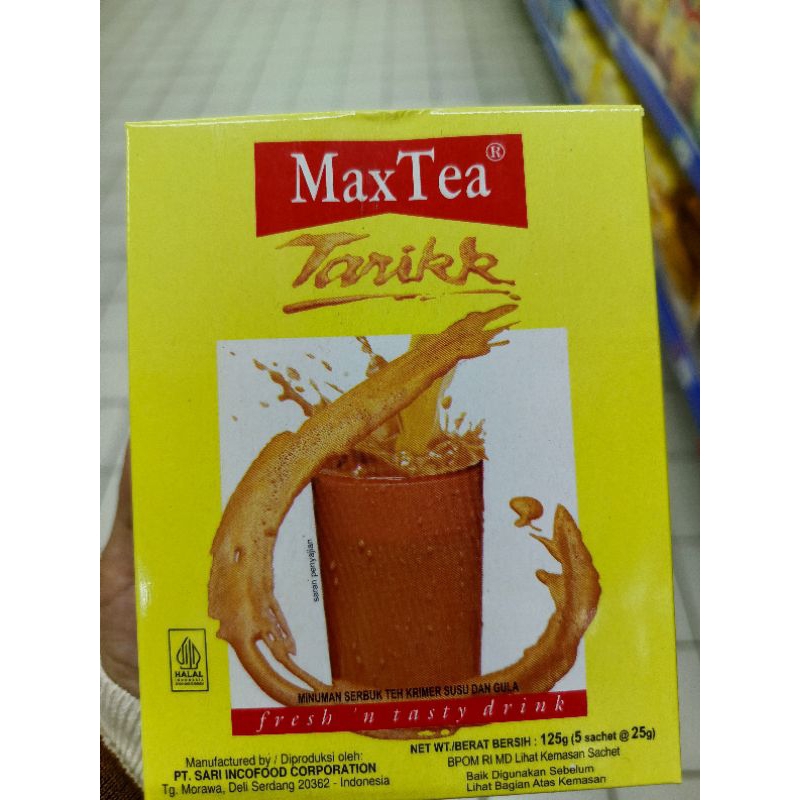 MaxTea®
Tarikk
saran penyajian
HALAL
INDONESIA
MINUMAN SERBUK TEH KRIMER SUSU DAN GULA
fresh 'n tasty drink
Manufactured by / Diproduksi oleh:
PT. SARI INCOFOOD CORPORATION
Tg. Morawa, Deli Serdang 20362 - Indonesia
NET WT./BERAT BERSIH : 125g (5 sachet @ 25g)
BPOM RI MD Lihat Kemasan Sachet
Baik Digunakan Sebelum
Lihat Bagian Atas Kemasan